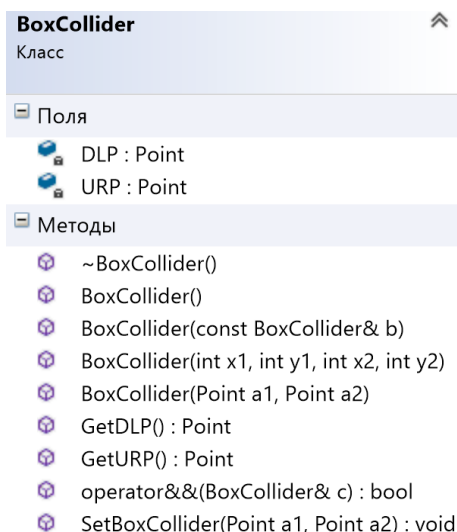 BoxCollider
Класс
Поля
DLP : Point
URP : Point
Методы
~BoxCollider()
BoxCollider()
BoxCollider(const BoxCollider& b)
BoxCollider(int x1, int y1, int x2, int y2)
BoxCollider(Point a1, Point a2)
GetDLP() : Point
GetURP() : Point
operator&&(BoxCollider& c) : bool
SetBoxCollider(Point a1, Point a2) : void